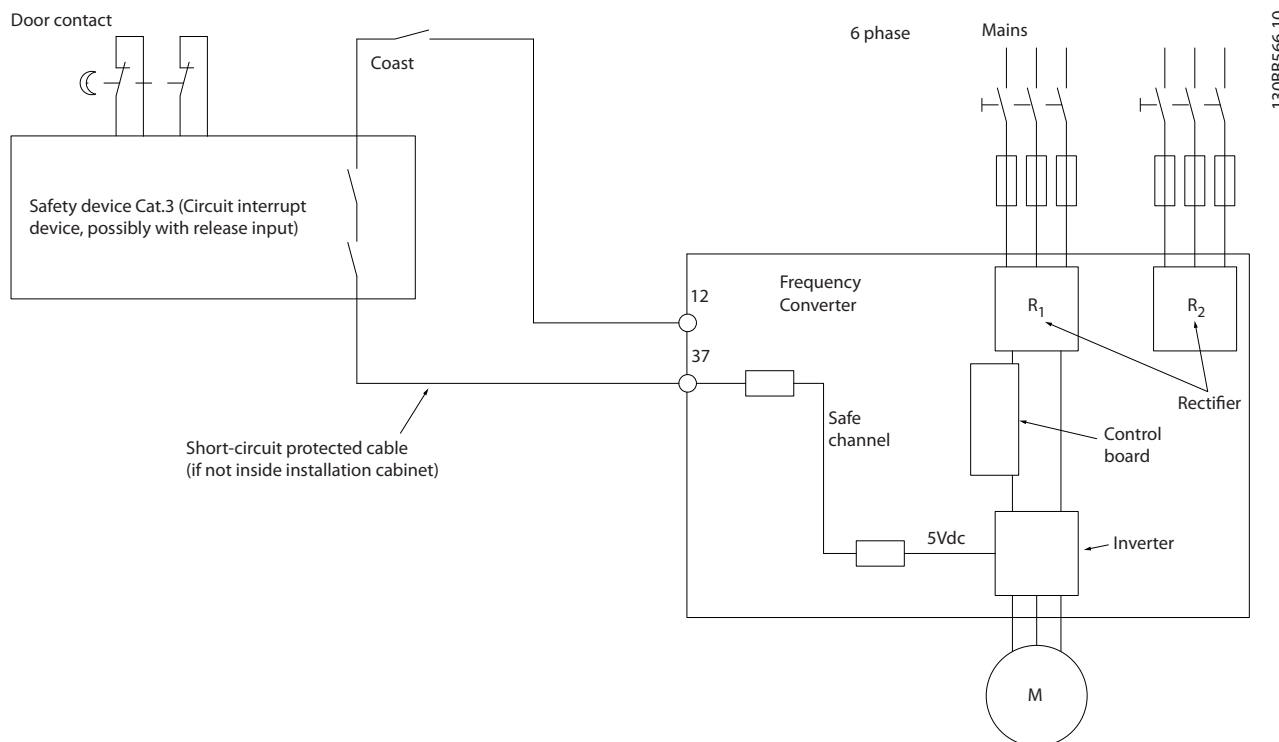 Door contact
Coast
6 phase
Mains
130BB566.10
Safety device Cat.3 (Circuit interrupt
device, possibly with release input)
12
37
Frequency
Converter
R1
R2
Rectifier
Safe
channel
Control
board
Short-circuit protected cable
(if not inside installation cabinet)
5Vdc
Inverter
M